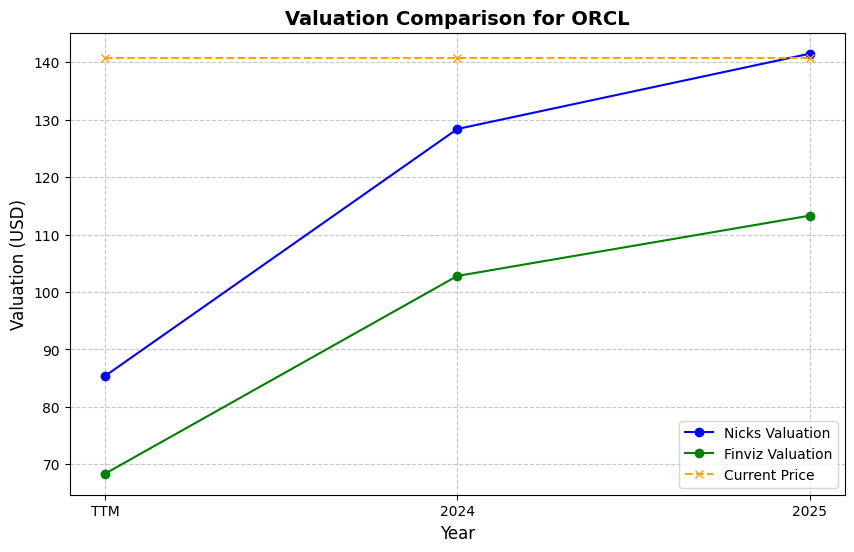 Valuation Comparison for ORCL
Valuation (USD)
140
130
120
110
100
90
80
70
Nicks Valuation
Finviz Valuation
Current Price
TTM 2024 2025
Year